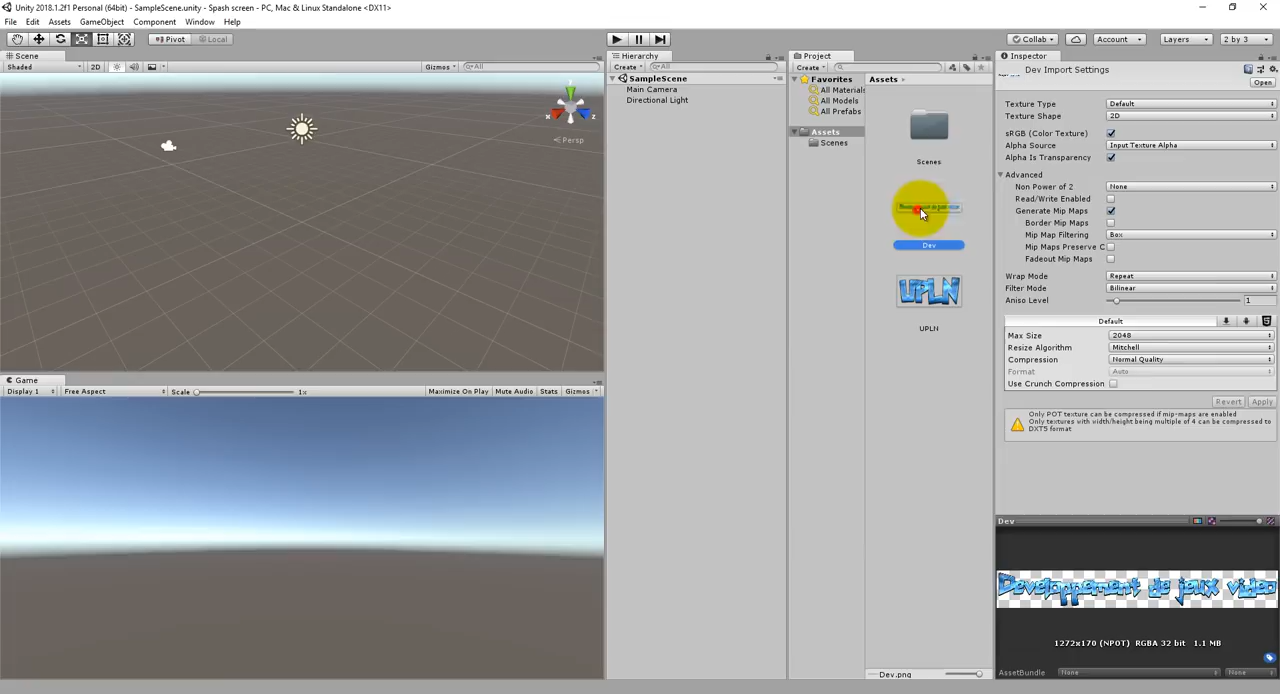 Unity 2018.1.2f1 Personal (64bit) - SampleScene.unity - Spash screen - PC, Mac & Linux Standalone <DX11>
File Edit Assets GameObject Component Window Help
Pivot Local Collab Account Layers 2 by 3
Scene
Shaded 2D Gizmos All
Persp
Game
Display 1 Free Aspect Scale 1x Maximize On Play Mute Audio Stats Gizmos
Hierarchy
Create All
SampleScene
Main Camera
Directional Light
Project
Create
Favorites
All Materials
All Models
All Prefabs
Assets
Scenes
Assets
Scenes
Dev
UPLN
UPLN
Dev.png
Inspector
Dev Import Settings
Open
Texture Type Default
Texture Shape 2D
sRGB (Color Texture)
Alpha Source Input Texture Alpha
Alpha Is Transparency
Advanced
Non Power of 2 None
Read/Write Enabled
Generate Mip Maps
Border Mip Maps
Mip Map Filtering Box
Mip Maps Preserve C
Fadeout Mip Maps
Wrap Mode Repeat
Filter Mode Bilinear
Aniso Level 1
Default
Max Size 2048
Resize Algorithm Mitchell
Compression Normal Quality
Format Auto
Use Crunch Compression
Revert Apply
Only POT texture can be compressed if mip-maps are enabled
Only textures with width/height being multiple of 4 can be compressed to
DXT5 format
Dev
Developpement de jeux video
1272x170 (NPOT) RGBA 32 bit 1.1 MB
AssetBundle None None